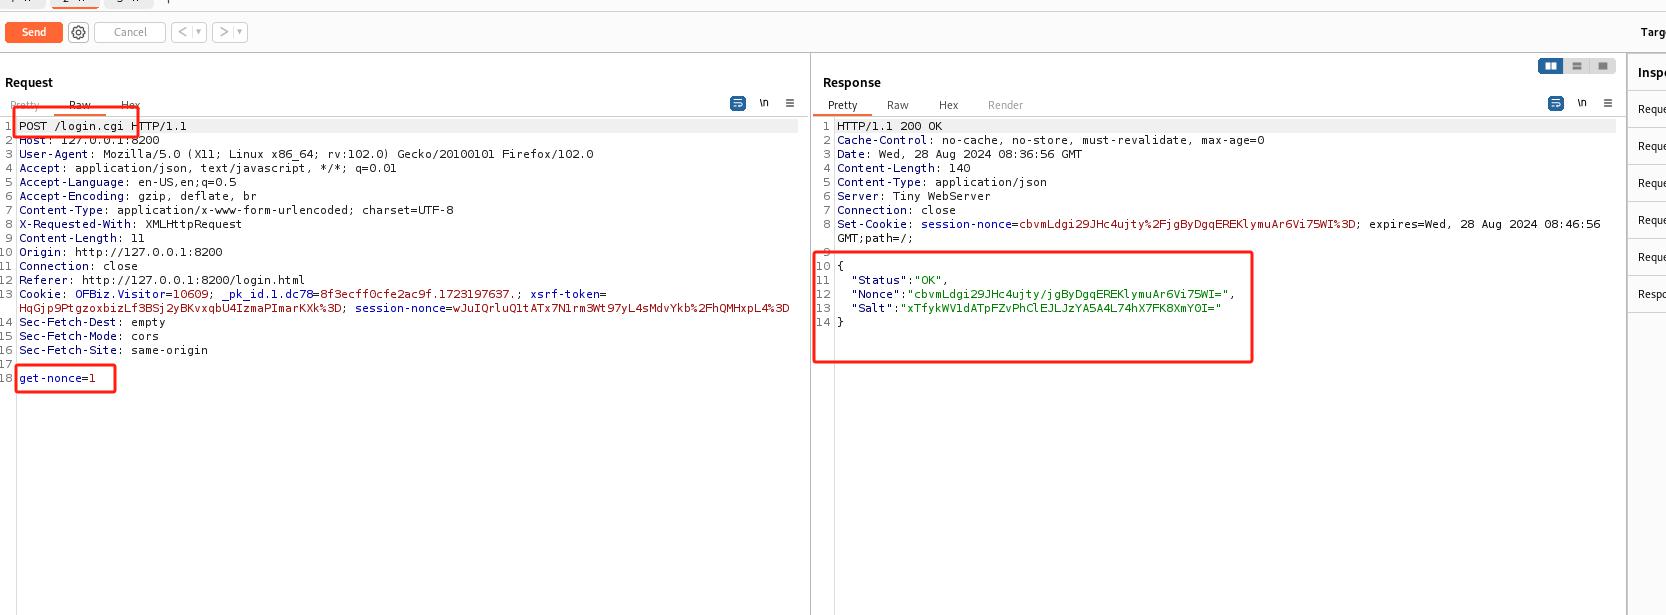 Send
Cancel
<
>
Targ
Request
Pretty
Raw
Hex
\n
1 POST /login.cgi HTTP/1.1
2 Host: 127.0.0.1:8200
3 User-Agent: Mozilla/5.0 (X11; Linux x86_64; rv:102.0) Gecko/20100101 Firefox/102.0
4 Accept: application/json, text/javascript, */*; q=0.01
5 Accept-Language: en-US,en;q=0.5
6 Accept-Encoding: gzip, deflate, br
7 Content-Type: application/x-www-form-urlencoded; charset=UTF-8
8 X-Requested-With: XMLHttpRequest
9 Content-Length: 11
10 Origin: http://127.0.0.1:8200
11 Connection: close
12 Referer: http://127.0.0.1:8200/login.html
13 Cookie: OFBiz.Visitor=10609; _pk_id.1.dc78=8f3ecff0cfe2ac9f.1723197637.; xsrf-token=
HqGjp9PtgzoxbizLf3BSj2yBKvxqbU4IzmaPImarKXk%3D; session-nonce=wJuIQrluQ1tATx7N1rm3Wt97yL4sMdvYkb%2FhQMHxpL4%3D
14 Sec-Fetch-Dest: empty
15 Sec-Fetch-Mode: cors
16 Sec-Fetch-Site: same-origin
17
18 get-nonce=1
Response
Pretty
Raw
Hex
Render
\n
1 HTTP/1.1 200 OK
2 Cache-Control: no-cache, no-store, must-revalidate, max-age=0
3 Date: Wed, 28 Aug 2024 08:36:56 GMT
4 Content-Length: 140
5 Content-Type: application/json
6 Server: Tiny WebServer
7 Connection: close
8 Set-Cookie: session-nonce=cbvmLdgi29JHc4ujty%2FjgByDgqEREKlymuAr6Vi75WI%3D; expires=Wed, 28 Aug 2024 08:46:56
GMT;path=/;
9
10 {
11 "Status":"OK",
12 "Nonce":"cbvmLdgi29JHc4ujty/jgByDgqEREKlymuAr6Vi75WI=",
13 "Salt":"xTfykWV1dATpFZvPhClEJLJzYA5A4L74hX7FK8XmY0I="
14 }
Inspe
Reque
Reque
Reque
Reque
Reque
Respo